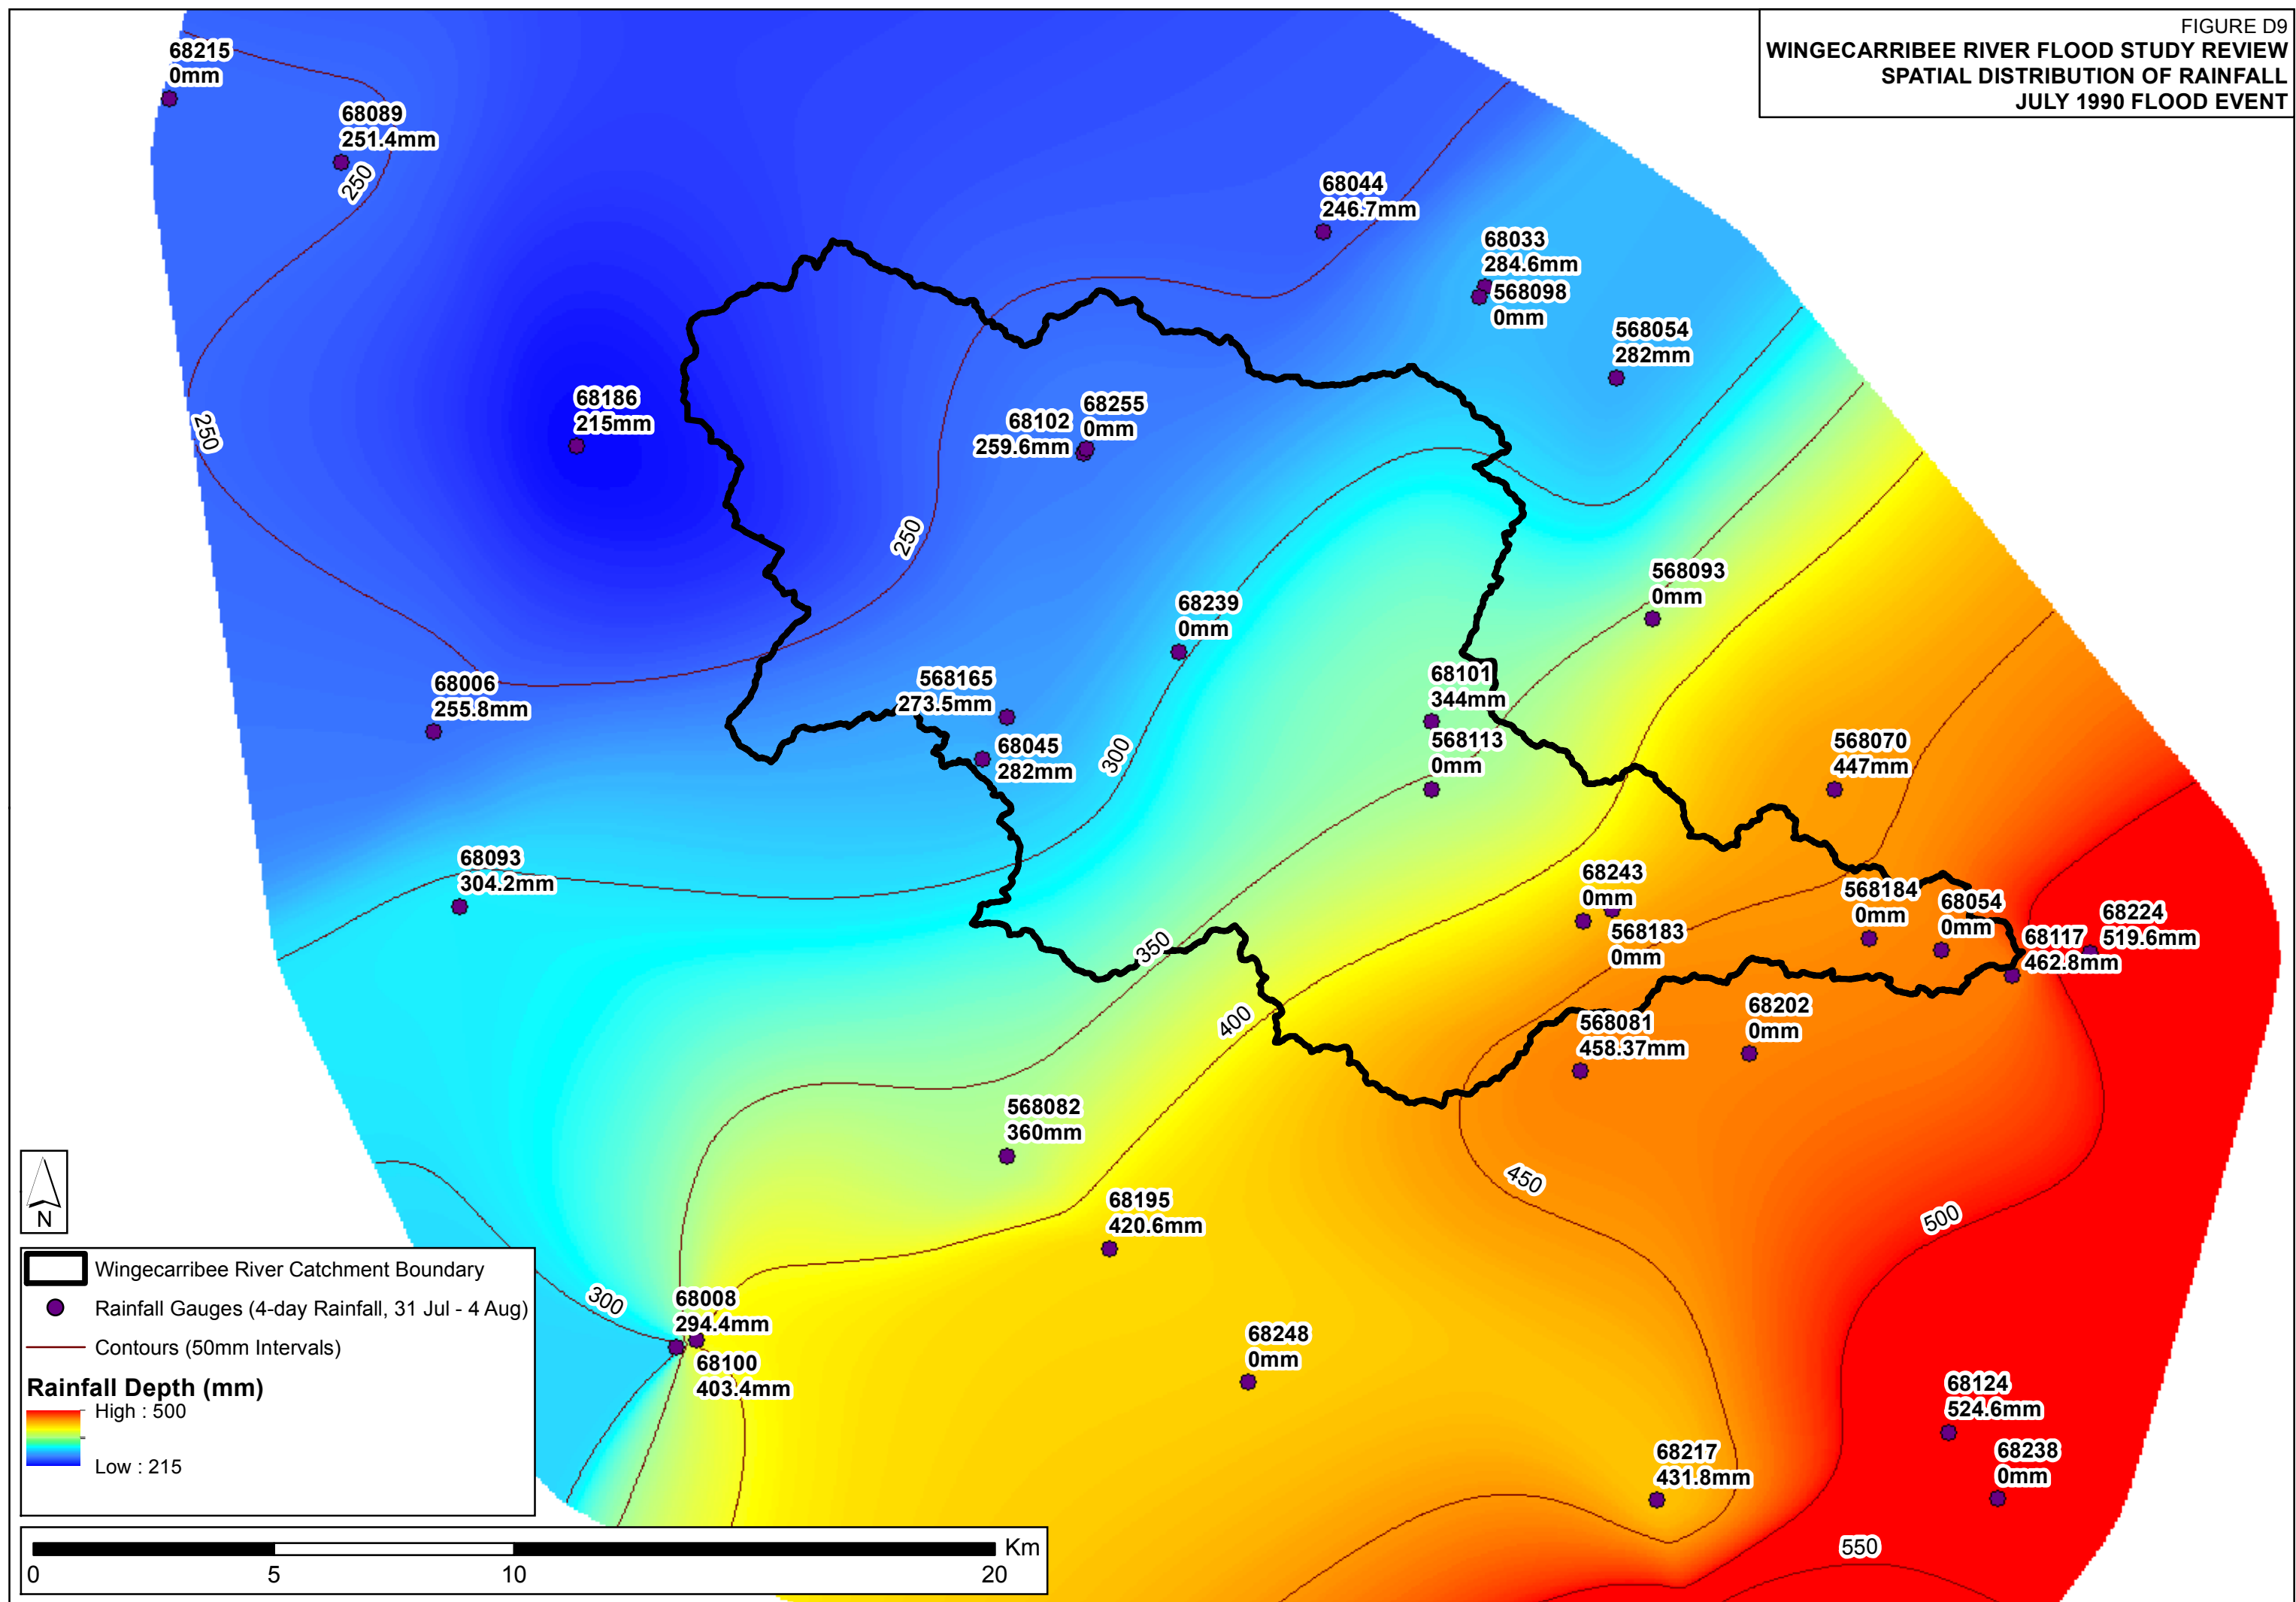 FIGURE D9
WINGECARRIBEE RIVER FLOOD STUDY REVIEW
SPATIAL DISTRIBUTION OF RAINFALL
JULY 1990 FLOOD EVENT
68215
0mm
68089
251.4mm
250
68044
246.7mm
68033
284.6mm
568098
0mm
568054
282mm
68186
215mm
68255
0mm
68102
259.6mm
250
250
568093
0mm
68239
0mm
68101
344mm
568165
273.5mm
68006
255.8mm
68045
282mm
300
568113
0mm
568070
447mm
68093
304.2mm
68243
0mm
568183
0mm
568184
0mm
68054
0mm
68224
519.6mm
68117
462.8mm
350
400
568081
458.37mm
68202
0mm
568082
360mm
450
500
68195
420.6mm
300
68008
294.4mm
68100
403.4mm
68248
0mm
68124
524.6mm
68217
431.8mm
68238
0mm
550
N
Wingecarribee River Catchment Boundary
Rainfall Gauges (4-day Rainfall, 31 Jul - 4 Aug)
Contours (50mm Intervals)
Rainfall Depth (mm)
High : 500
Low : 215
Km
0 5 10 20